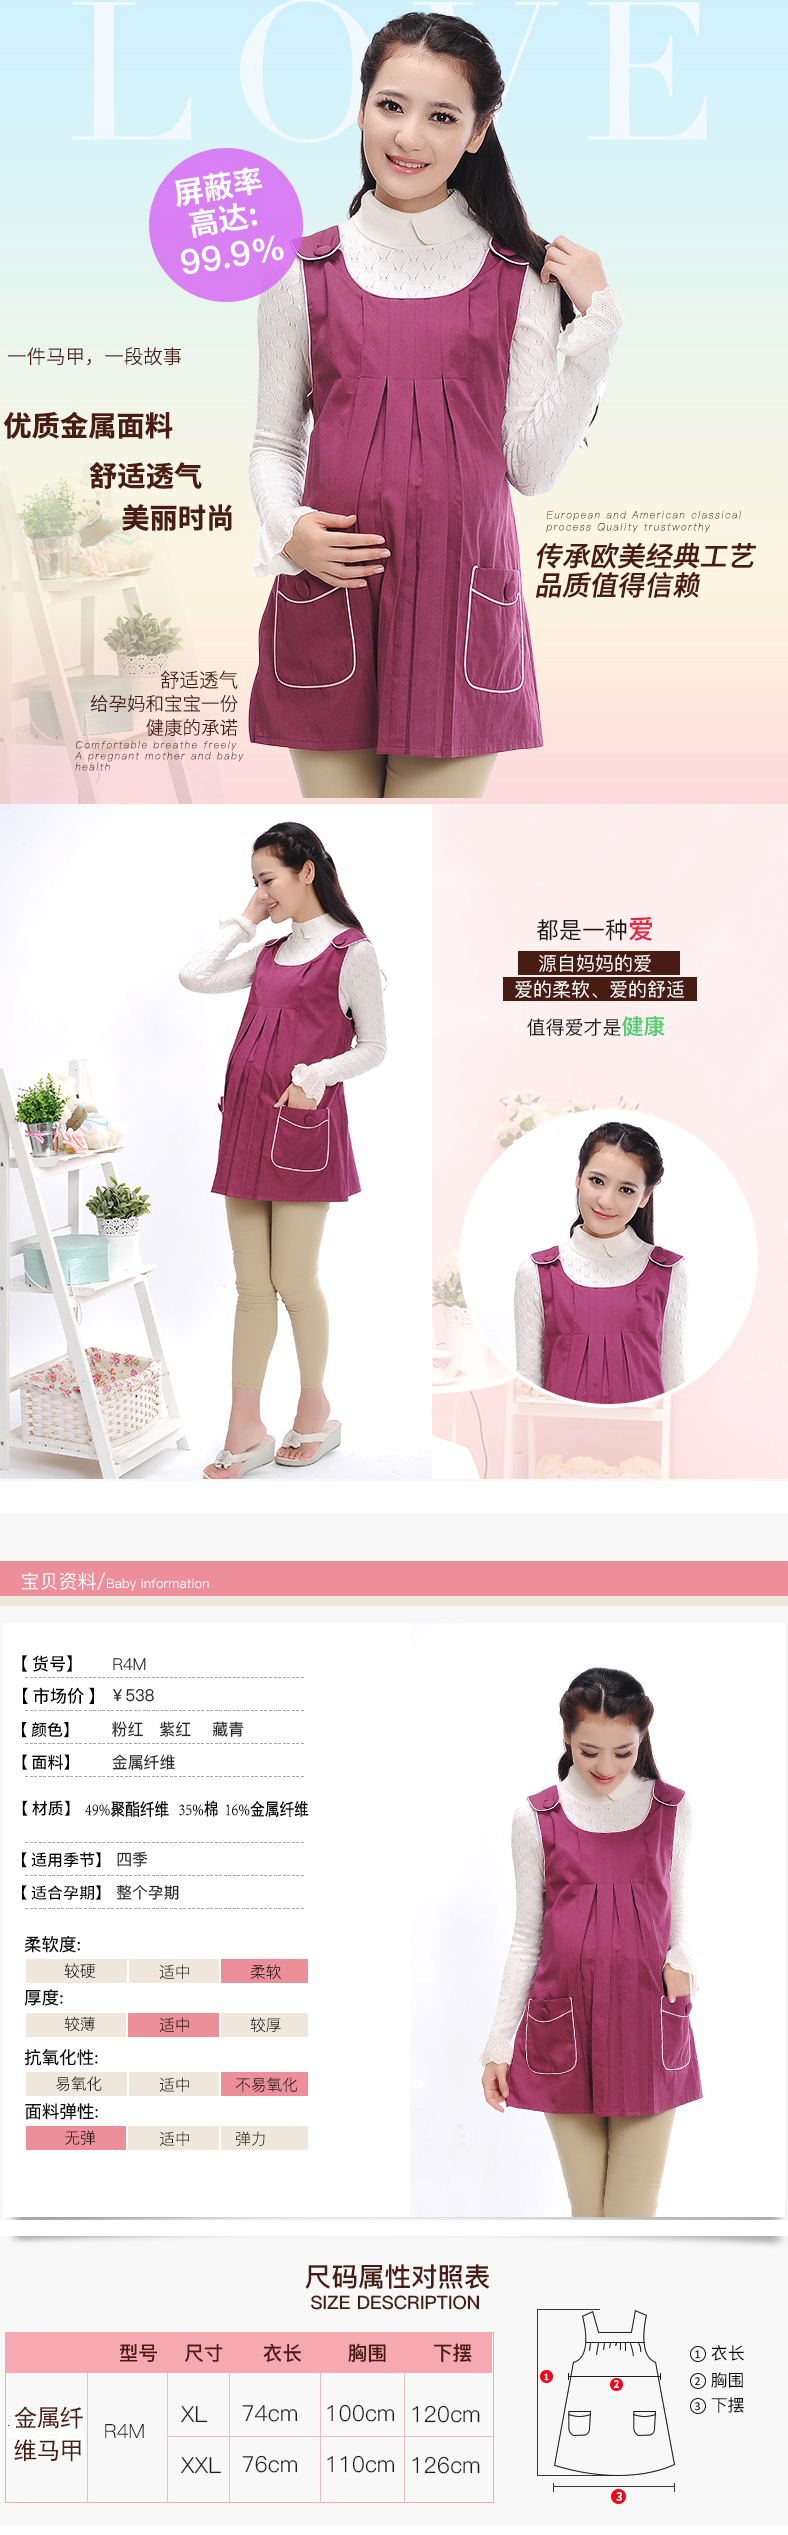 LOVE
屏蔽率
高达:
99.9%
一件马甲，一段故事
优质金属面料
舒适透气
美丽时尚
European and American classical
process Quality trustworthy
传承欧美经典工艺
品质值得信赖
舒适透气
给孕妈和宝宝一份
健康的承诺
Comfortable breathe freely
A pregnant mother and baby
health
都是一种爱
源自妈妈的爱
爱的柔软、爱的舒适
值得爱才是健康
宝贝资料/Baby information
【 货号】 R4M
【 市场价 】 ¥538
【 颜色】 粉红 紫红 藏青
【 面料】 金属纤维
【 材质】 49%聚酯纤维 35%棉 16%金属纤维
【 适用季节】 四季
【 适合孕期】 整个孕期
柔软度:
较硬 适中 柔软
厚度:
较薄 适中 较厚
抗氧化性:
易氧化 适中 不易氧化
面料弹性:
无弹 适中 弹力
尺码属性对照表
SIZE DESCRIPTION
型号 尺寸 衣长 胸围 下摆
金属纤维马甲 R4M XL 74cm 100cm 120cm
XXL 76cm 110cm 126cm
1
2
3
① 衣长
② 胸围
③ 下摆